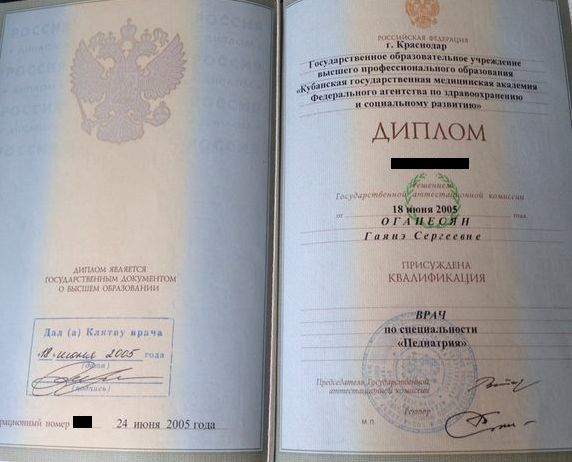 ДИПЛОМ ЯВЛЯЕТСЯ
ГОСУДАРСТВЕННЫМ ДОКУМЕНТОМ
О ВЫСШЕМ ОБРАЗОВАНИИ
Дал (а) Клятву врача
«18» июня 2005 года
(дата)
(подпись)
рационный номер
24 июня 2005 года
РОССИЙСКАЯ ФЕДЕРАЦИЯ
г. Краснодар
Государственное образовательное учреждение
высшего профессионального образования
«Кубанская государственная медицинская академия
Федерального агентства по здравоохранению
и социальному развитию»
ДИПЛОМ
Решением
Государственной аттестационной комиссии
от 18 июня 2005 года
ОГАНЕСЯН
Гаянэ Сергеевне
ПРИСУЖДЕНА
КВАЛИФИКАЦИЯ
ВРАЧ
по специальности
«Педиатрия»
Председатель Государственной
аттестационной комиссии
Ректор
М.П.